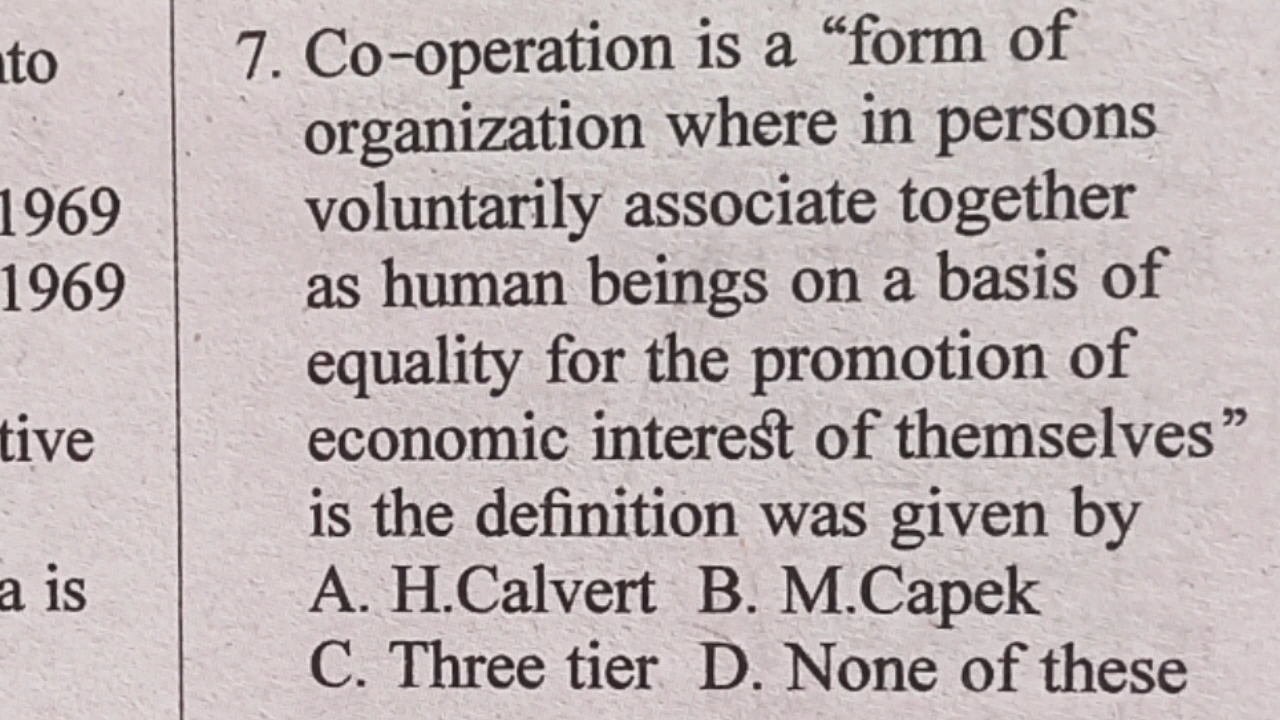 nto
1969
1969
tive
a is
7. Co-operation is a “form of
organization where in persons
voluntarily associate together
as human beings on a basis of
equality for the promotion of
economic interest of themselves”
is the definition was given by
A. H.Calvert B. M.Capek
C. Three tier D. None of these